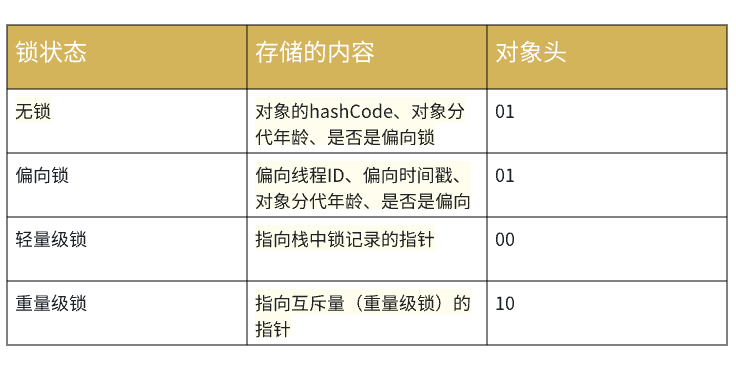 锁状态 存储的内容 对象头
无锁 对象的hashCode、对象分 01
代年龄、是否是偏向锁
偏向锁 偏向线程ID、偏向时间戳、 01
对象分代年龄、是否是偏向
轻量级锁 指向栈中锁记录的指针 00
重量级锁 指向互斥量（重量级锁）的 10
指针